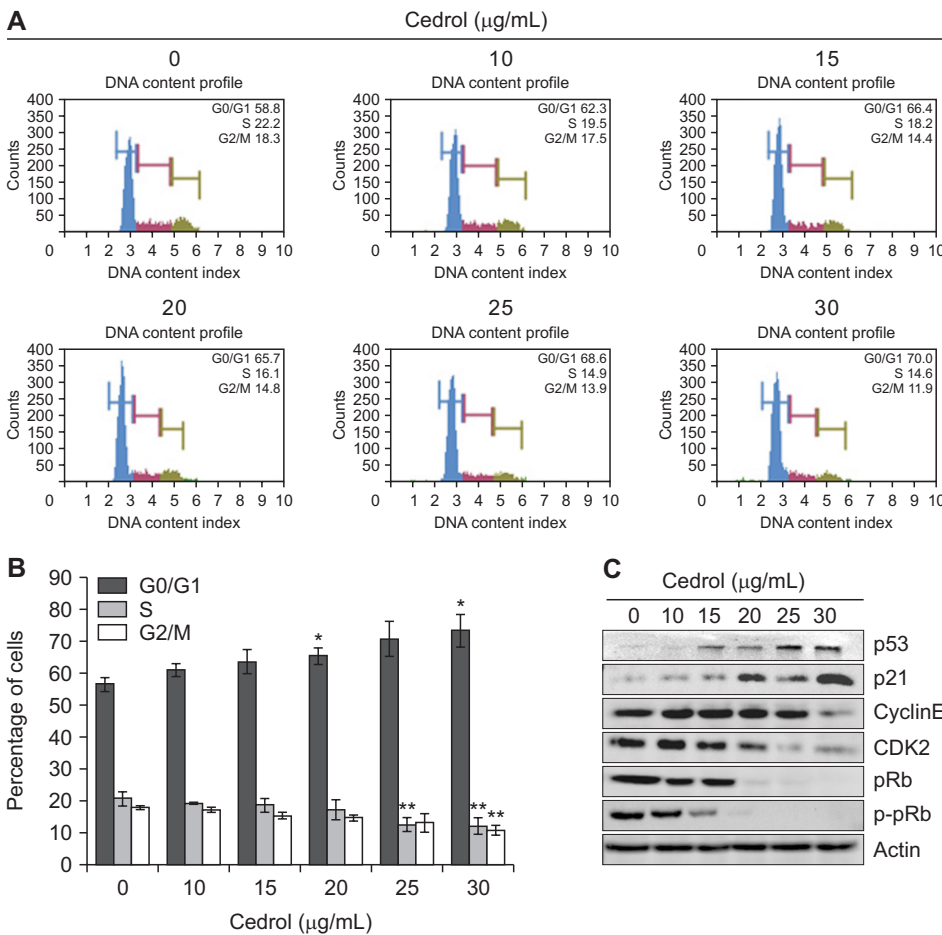 A
Cedrol (μg/mL)
0
10
15
DNA content profile
DNA content profile
DNA content profile
400
350
300
250
200
150
100
50
0
G0/G1 58.8
S 22.2
G2/M 18.3
Counts
0 1 2 3 4 5 6 7 8 9 10
DNA content index
400
350
300
250
200
150
100
50
0
G0/G1 62.3
S 19.5
G2/M 17.5
Counts
1 2 3 4 5 6 7 8 9 10
DNA content index
400
350
300
250
200
150
100
50
0
G0/G1 66.4
S 18.2
G2/M 14.4
Counts
1 2 3 4 5 6 7 8 9 10
DNA content index
20
25
30
DNA content profile
DNA content profile
DNA content profile
400
350
300
250
200
150
100
50
0
G0/G1 65.7
S 16.1
G2/M 14.8
Counts
1 2 3 4 5 6 7 8 9 10
DNA content index
400
350
300
250
200
150
100
50
0
G0/G1 68.6
S 14.9
G2/M 13.9
Counts
1 2 3 4 5 6 7 8 9 10
DNA content index
400
350
300
250
200
150
100
50
0
G0/G1 70.0
S 14.6
G2/M 11.9
Counts
1 2 3 4 5 6 7 8 9 10
DNA content index
B
90
80
70
60
50
40
30
20
10
0
Percentage of cells
G0/G1
S
G2/M
*
*
**
**
**
0 10 15 20 25 30
Cedrol (μg/mL)
C
Cedrol (μg/mL)
0 10 15 20 25 30
p53
p21
CyclinE
CDK2
pRb
p-pRb
Actin